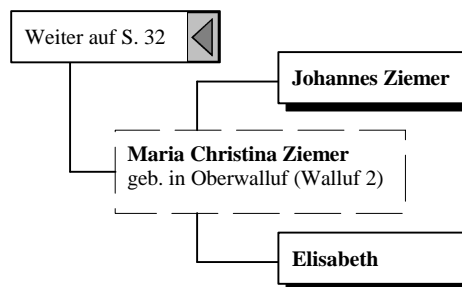 Weiter auf S. 32
Johannes Ziemer
Maria Christina Ziemer
geb. in Oberwalluf (Walluf 2)
Elisabeth